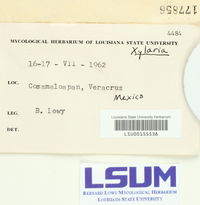 177856
4484
MYCOLOGICAL HERBARIUM OF LOUISIANA STATE UNIVERSITY
Xylaria
16-17 - VII - 1962
LOC. Cosamaloapan, Veracruz
Mexico
LEG. B. Lowy
DET.
Louisiana State University Herbarium
LSU00155536
LSUM
BERNARD LOWY MYCOLOGICAL HERBARIUM
LOUISIANA STATE UNIVERSITY